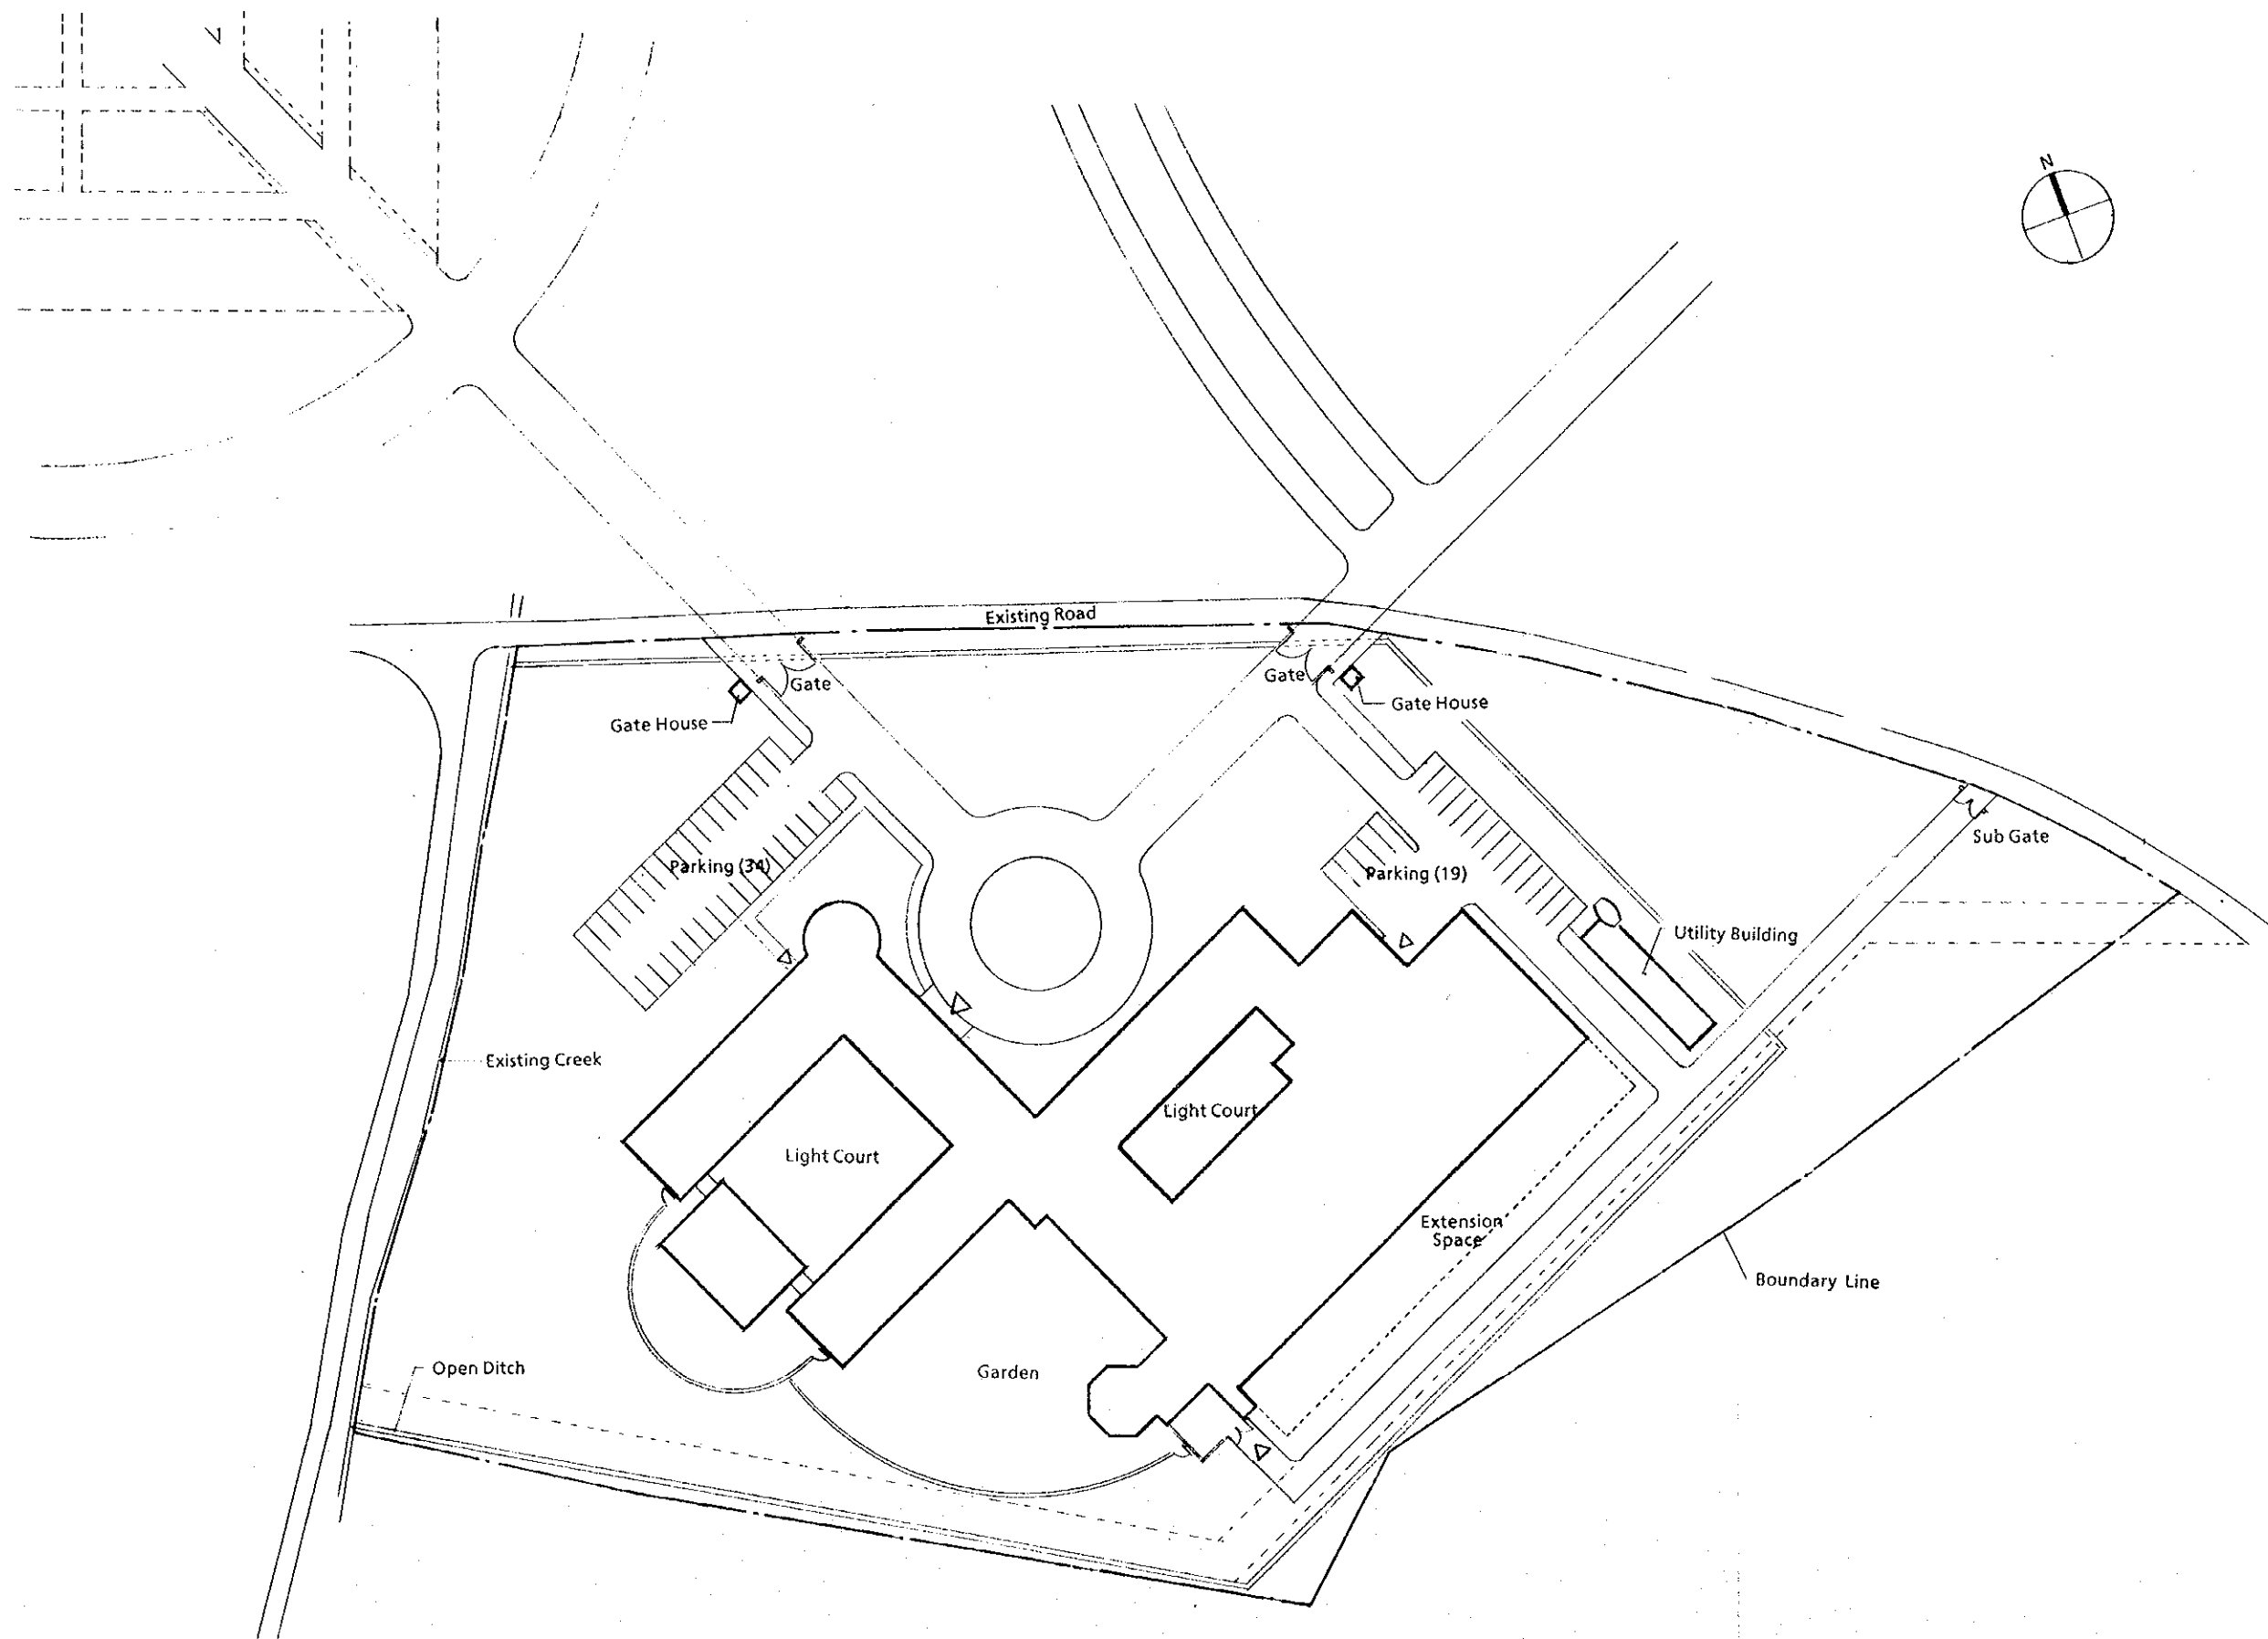 N
Existing Road
Gate
Gate
Gate House
Gate House
Parking (34)
Parking (19)
Sub Gate
Utility Building
Existing Creek
Light Court
Light Court
Extension
Space
Boundary Line
Open Ditch
Garden